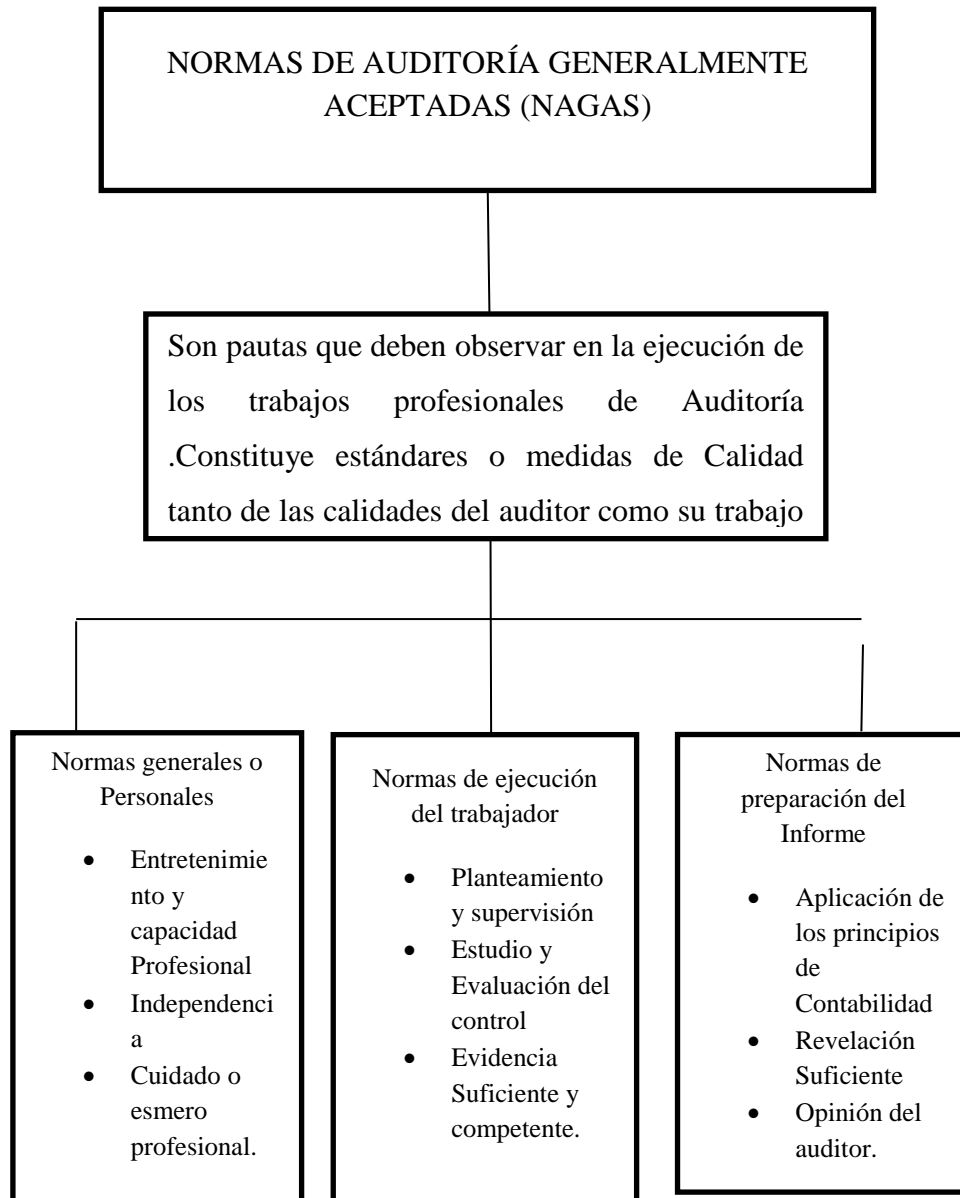 NORMAS DE AUDITORÍA GENERALMENTE
ACEPTADAS (NAGAS)
Son pautas que deben observar en la ejecución de
los trabajos profesionales de Auditoría
.Constituye estándares o medidas de Calidad
tanto de las calidades del auditor como su trabajo
Normas generales o
Personales
• Entretenimie
nto y
capacidad
Profesional
• Independenci
a
• Cuidado o
esmero
profesional.
Normas de ejecución
del trabajador
• Planteamiento
y supervisión
• Estudio y
Evaluación del
control
• Evidencia
Suficiente y
competente.
Normas de
preparación del
Informe
• Aplicación de
los principios
de
Contabilidad
• Revelación
Suficiente
• Opinión del
auditor.